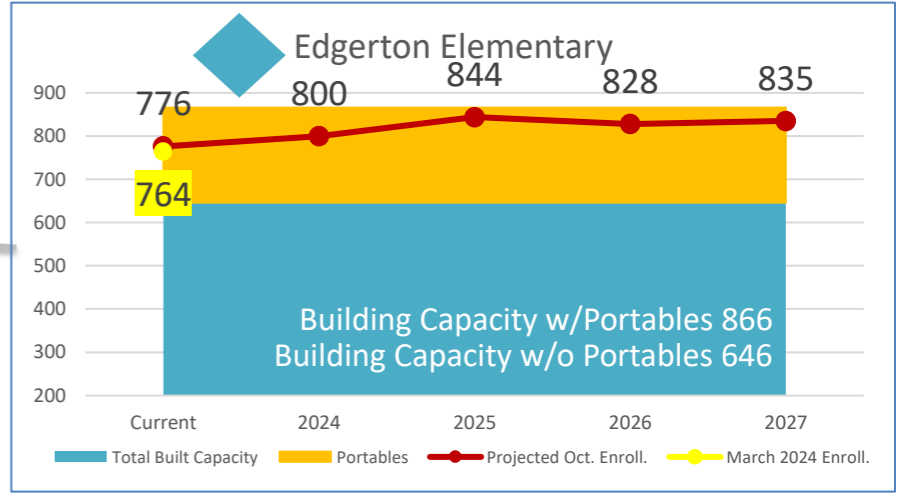 Edgerton Elementary
900
800
700
600
500
400
300
200
776
800
844
828
835
764
Building Capacity w/Portables 866
Building Capacity w/o Portables 646
Current 2024 2025 2026 2027
Total Built Capacity Portables Projected Oct. Enroll. March 2024 Enroll.